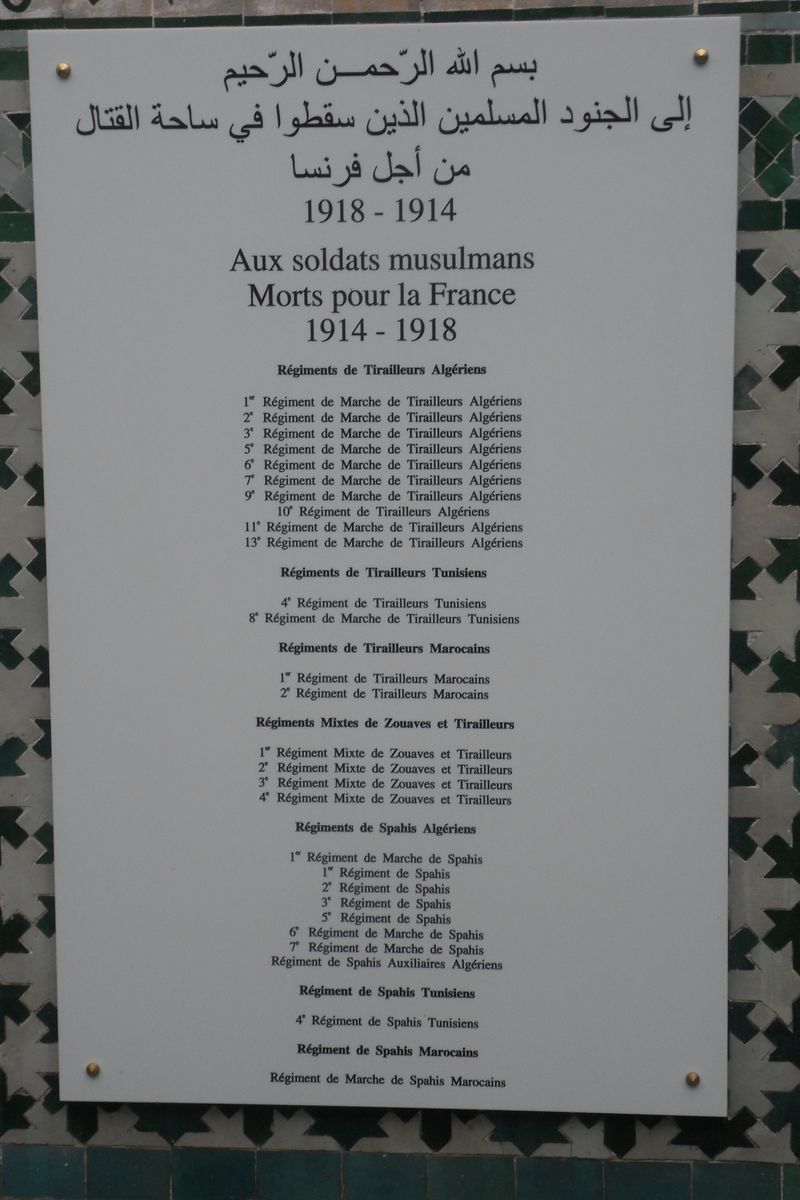 بسم الله الرّحمـــن الرّحيم
إلى الجنود المسلمين الذين سقطوا في ساحة القتال
من أجل فرنسا
1918 - 1914
Aux soldats musulmans
Morts pour la France
1914 - 1918
Régiments de Tirailleurs Algériens
1er Régiment de Marche de Tirailleurs Algériens
2e Régiment de Marche de Tirailleurs Algériens
3e Régiment de Marche de Tirailleurs Algériens
5e Régiment de Marche de Tirailleurs Algériens
6e Régiment de Marche de Tirailleurs Algériens
7e Régiment de Marche de Tirailleurs Algériens
9e Régiment de Marche de Tirailleurs Algériens
10e Régiment de Tirailleurs Algériens
11e Régiment de Marche de Tirailleurs Algériens
13e Régiment de Marche de Tirailleurs Algériens
Régiments de Tirailleurs Tunisiens
4e Régiment de Tirailleurs Tunisiens
8e Régiment de Marche de Tirailleurs Tunisiens
Régiments de Tirailleurs Marocains
1er Régiment de Tirailleurs Marocains
2e Régiment de Tirailleurs Marocains
Régiments Mixtes de Zouaves et Tirailleurs
1er Régiment Mixte de Zouaves et Tirailleurs
2e Régiment Mixte de Zouaves et Tirailleurs
3e Régiment Mixte de Zouaves et Tirailleurs
4e Régiment Mixte de Zouaves et Tirailleurs
Régiments de Spahis Algériens
1er Régiment de Marche de Spahis
1er Régiment de Spahis
2e Régiment de Spahis
3e Régiment de Spahis
5e Régiment de Spahis
6e Régiment de Marche de Spahis
7e Régiment de Marche de Spahis
Régiment de Spahis Auxiliaires Algériens
Régiment de Spahis Tunisiens
4e Régiment de Spahis Tunisiens
Régiment de Spahis Marocains
Régiment de Marche de Spahis Marocains